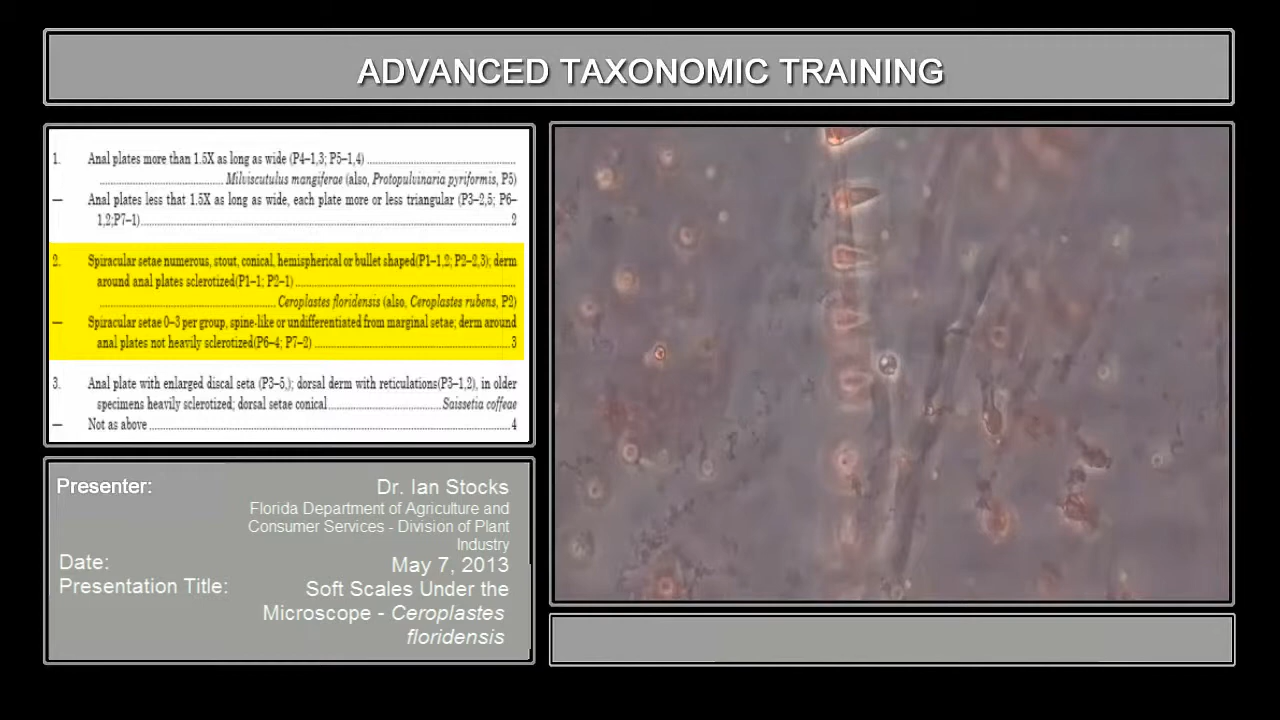 ADVANCED TAXONOMIC TRAINING
1. Anal plates more than 1.5X as long as wide (P4–1,3; P5–1,4) ........................................
........................................ Milviscutulus mangiferae (also, Protopulvinaria pyriformis, P5)
— Anal plates less that 1.5X as long as wide, each plate more or less triangular (P3–2,5; P6–
1,2;P7–1)........................................ 2
2. Spiracular setae numerous, stout, conical, hemispherical or bullet shaped(P1–1,2; P2–2,3); derm
around anal plates sclerotized(P1–1; P2–1) ........................................
........................................ Ceroplastes floridensis (also, Ceroplastes rubens, P2)
— Spiracular setae 0–3 per group, spine-like or undifferentiated from marginal setae; derm around
anal plates not heavily sclerotized(P6–4; P7–2) ........................................ 3
3. Anal plate with enlarged discal seta (P3–5,); dorsal derm with reticulations(P3–1,2), in older
specimens heavily sclerotized; dorsal setae conical........................................ Saissetia coffeae
— Not as above ........................................ 4
Presenter: Dr. Ian Stocks
Florida Department of Agriculture and
Consumer Services - Division of Plant
Industry
Date: May 7, 2013
Presentation Title: Soft Scales Under the
Microscope - Ceroplastes
floridensis